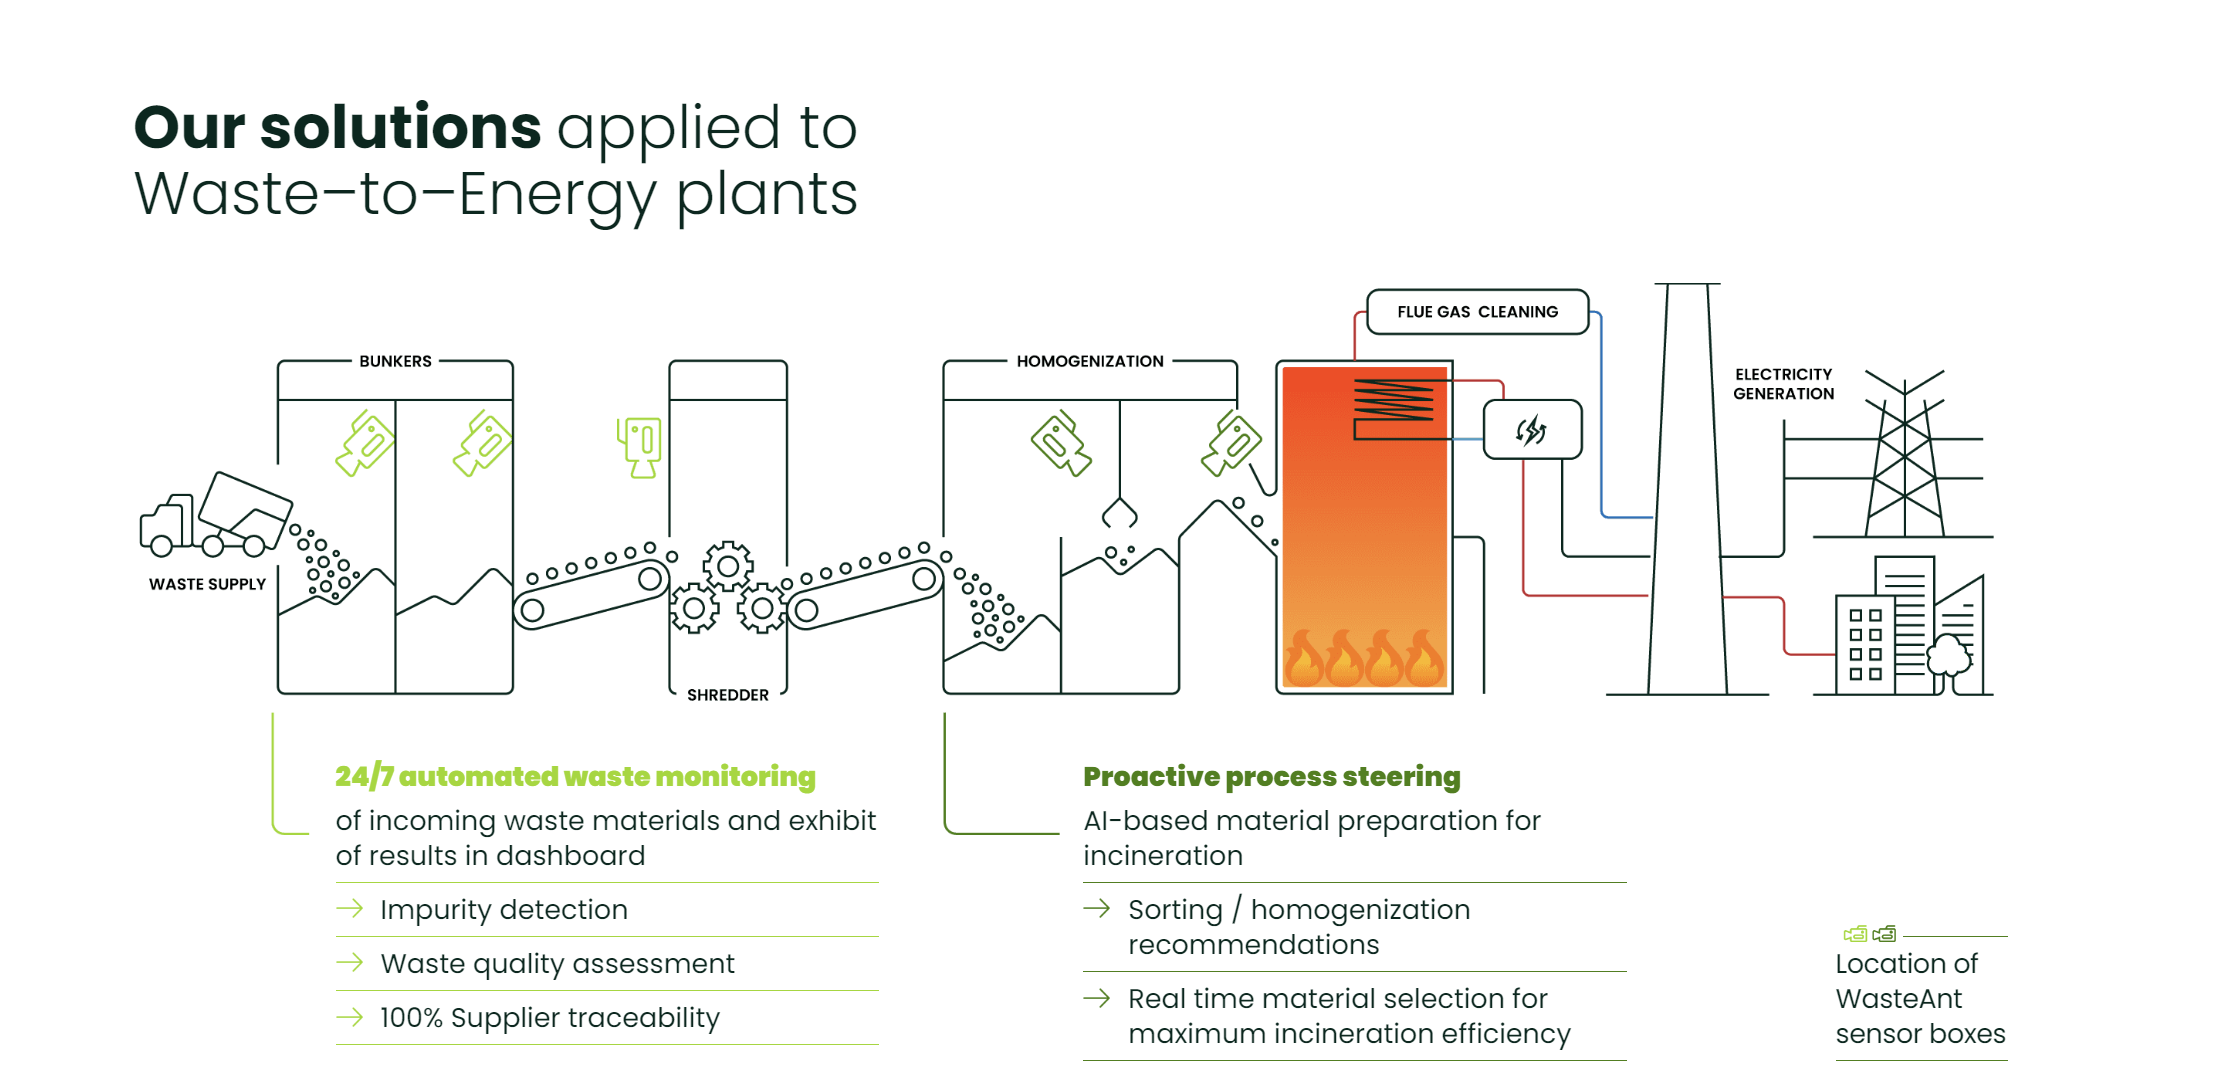 Our solutions applied to
Waste–to–Energy plants
FLUE GAS CLEANING
BUNKERS
HOMOGENIZATION
ELECTRICITY
GENERATION
WASTE SUPPLY
SHREDDER
24/7 automated waste monitoring
of incoming waste materials and exhibit
of results in dashboard
Impurity detection
Waste quality assessment
100% Supplier traceability
Proactive process steering
AI-based material preparation for
incineration
Sorting / homogenization
recommendations
Real time material selection for
maximum incineration efficiency
Location of
WasteAnt
sensor boxes